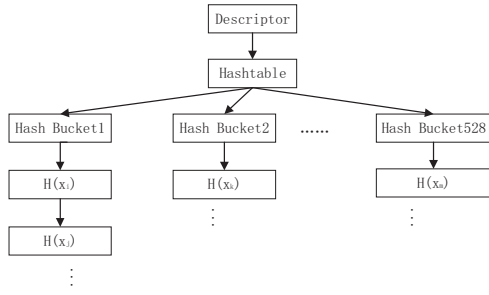 Descriptor
Hashtable
Hash Bucket1 Hash Bucket2 ...... Hash Bucket528
H(xᵢ) H(xₖ) H(xₘ)
H(xⱼ)